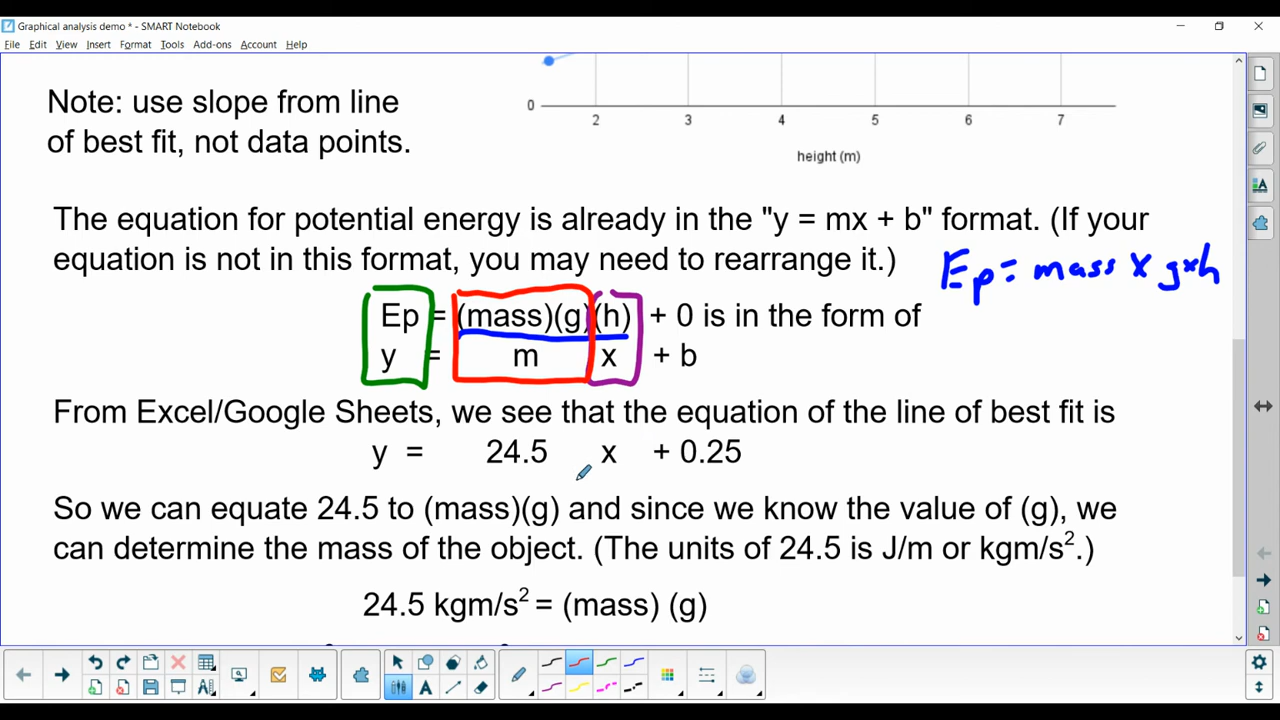 Graphical analysis demo * - SMART Notebook
File Edit View Insert Format Tools Add-ons Account Help
Note: use slope from line
of best fit, not data points.
0
2 3 4 5 6 7
height (m)
The equation for potential energy is already in the "y = mx + b" format. (If your
equation is not in this format, you may need to rearrange it.)
Ep = mass x g x h
Ep = (mass)(g)(h) + 0 is in the form of
y = m x + b
From Excel/Google Sheets, we see that the equation of the line of best fit is
y = 24.5 x + 0.25
So we can equate 24.5 to (mass)(g) and since we know the value of (g), we
can determine the mass of the object. (The units of 24.5 is J/m or kgm/s².)
24.5 kgm/s² = (mass) (g)